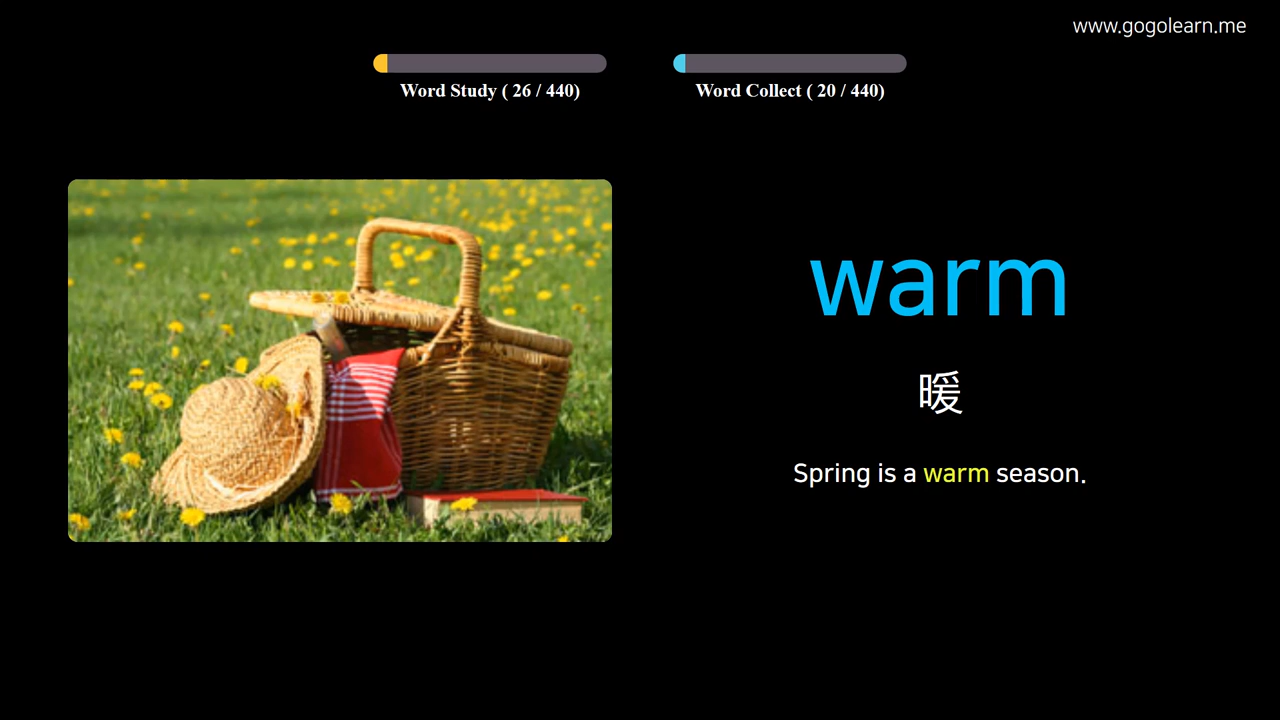 www.gogolearn.me
Word Study ( 26 / 440)
Word Collect ( 20 / 440)
warm
暖
Spring is a warm season.